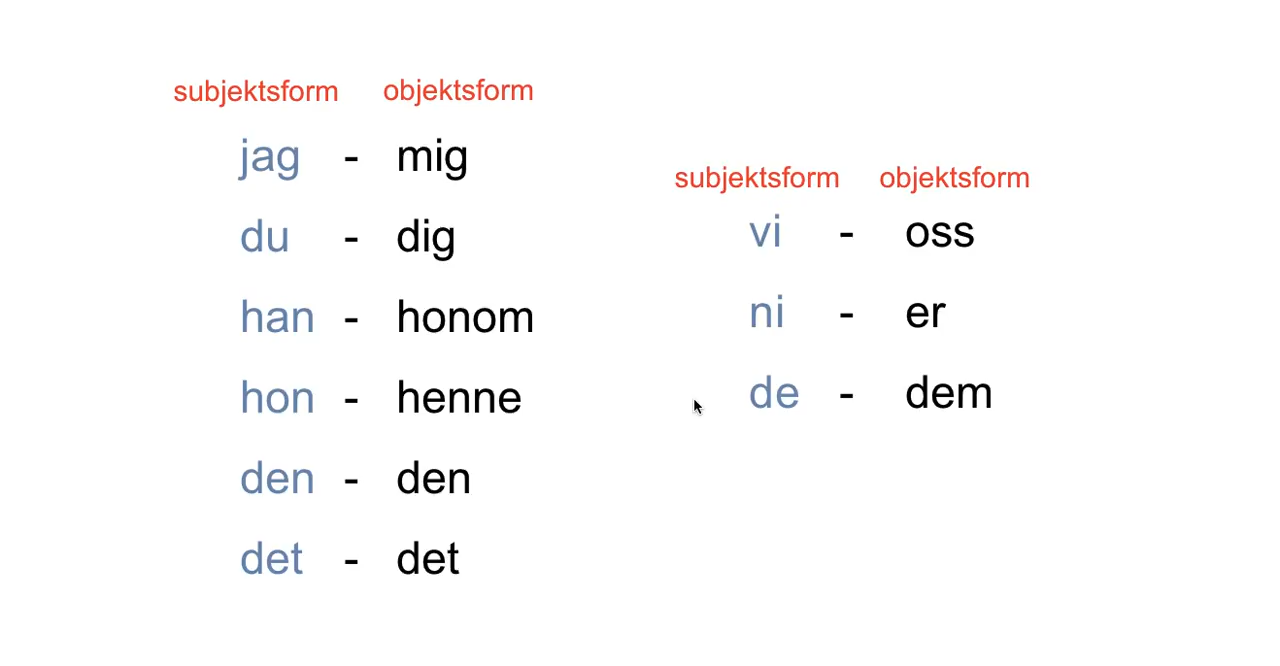 subjektsform objektsform
jag - mig
du - dig
han - honom
hon - henne
den - den
det - det
subjektsform objektsform
vi - oss
ni - er
de - dem